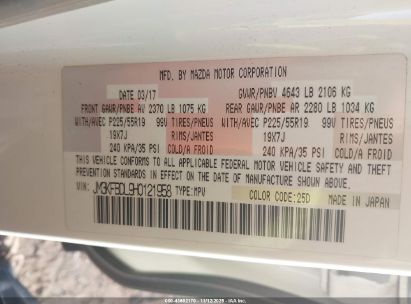 MFD. BY MAZDA MOTOR CORPORATION
DATE 03/17 GVWR/PNBV 4643 LB 2106 KG
FRONT GAWR/PNBE AV 2370 LB 1075 KG REAR GAWR/PNBE AR 2280 LB 1034 KG
WITH/AVEC P225/55R19 99V TIRES/PNEUS WITH/AVEC P225/55R19 99V TIRES/PNEUS
19X7J RIMS/JANTES 19X7J RIMS/JANTES
240 KPA/35 PSI COLD/A FROID 240 KPA/35 PSI COLD/A FROID
THIS VEHICLE CONFORMS TO ALL APPLICABLE FEDERAL MOTOR VEHICLE SAFETY AND THEFT
PREVENTION STANDARDS IN EFFECT ON THE DATE OF MANUFACTURE SHOWN ABOVE.
VIN: JM3KFBDL9H0121958 TYPE: MPV COLOR CODE: 25D MADE IN JAPAN